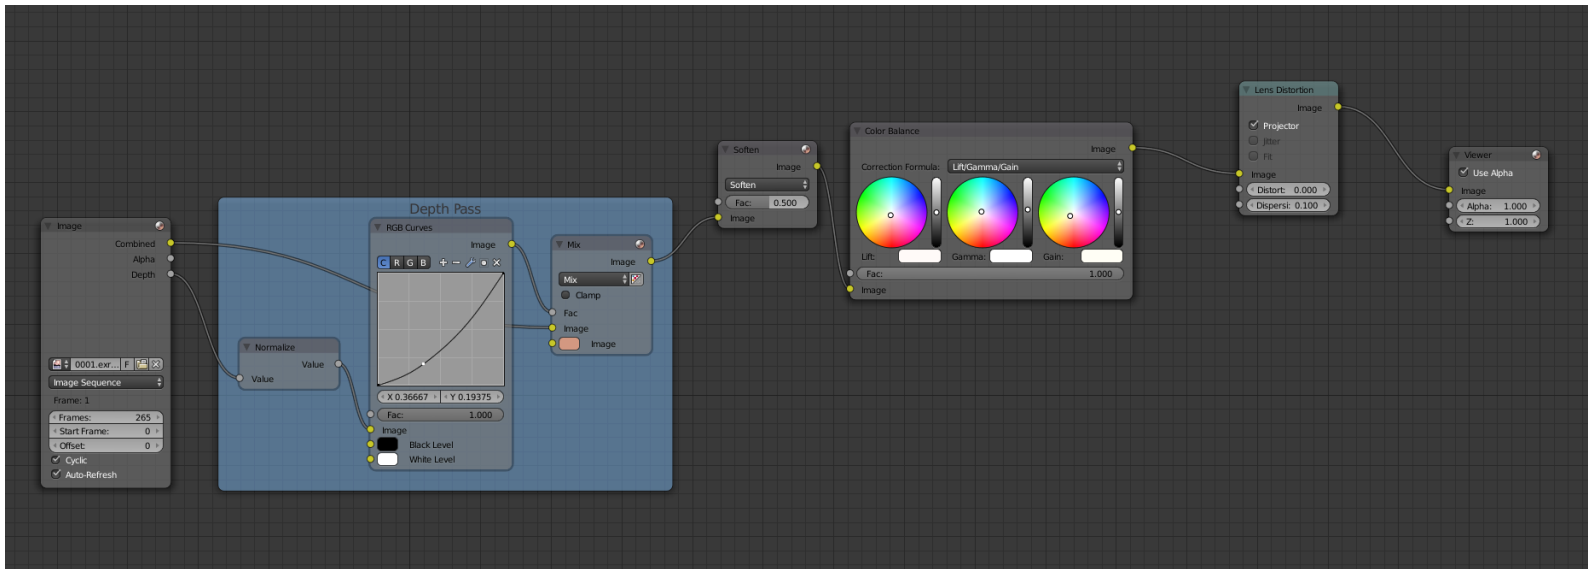 Image
Combined
Alpha
Depth
0001.exr... F
Image Sequence
Frame: 1
Frames: 265
Start Frame: 0
Offset: 0
Cyclic
Auto-Refresh
Depth Pass
Normalize
Value
Value
RGB Curves
Image
C R G B
X 0.36667 Y 0.19375
Fac: 1.000
Image
Black Level
White Level
Mix
Image
Mix
Clamp
Fac
Image
Image
Soften
Image
Soften
Fac: 0.500
Image
Color Balance
Image
Correction Formula: Lift/Gamma/Gain
Lift: Gamma: Gain:
Fac: 1.000
Image
Lens Distortion
Image
Projector
Jitter
Fit
Image
Distort: 0.000
Dispersi: 0.100
Viewer
Use Alpha
Image
Alpha: 1.000
Z: 1.000